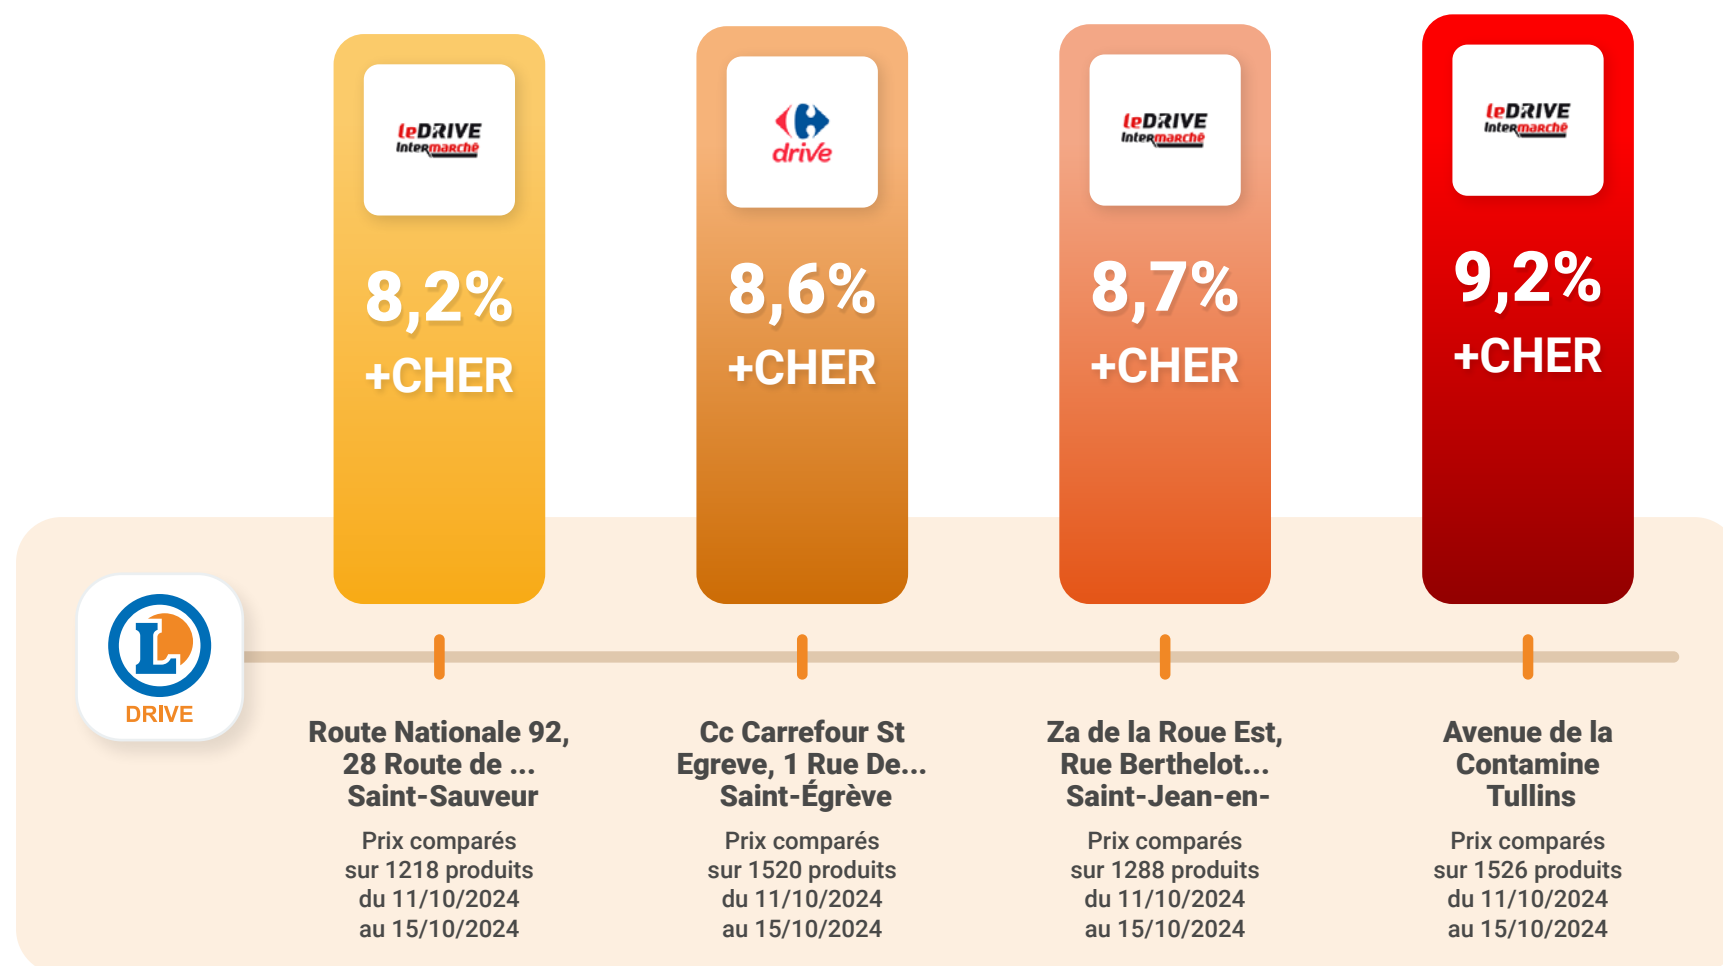 leDRIVE
Intermarché
8,2%
+CHER
drive
8,6%
+CHER
leDRIVE
Intermarché
8,7%
+CHER
leDRIVE
Intermarché
9,2%
+CHER
L
DRIVE
Route Nationale 92,
28 Route de ...
Saint-Sauveur
Prix comparés
sur 1218 produits
du 11/10/2024
au 15/10/2024
Cc Carrefour St
Egreve, 1 Rue De...
Saint-Égrève
Prix comparés
sur 1520 produits
du 11/10/2024
au 15/10/2024
Za de la Roue Est,
Rue Berthelot...
Saint-Jean-en-
Prix comparés
sur 1288 produits
du 11/10/2024
au 15/10/2024
Avenue de la
Contamine
Tullins
Prix comparés
sur 1526 produits
du 11/10/2024
au 15/10/2024